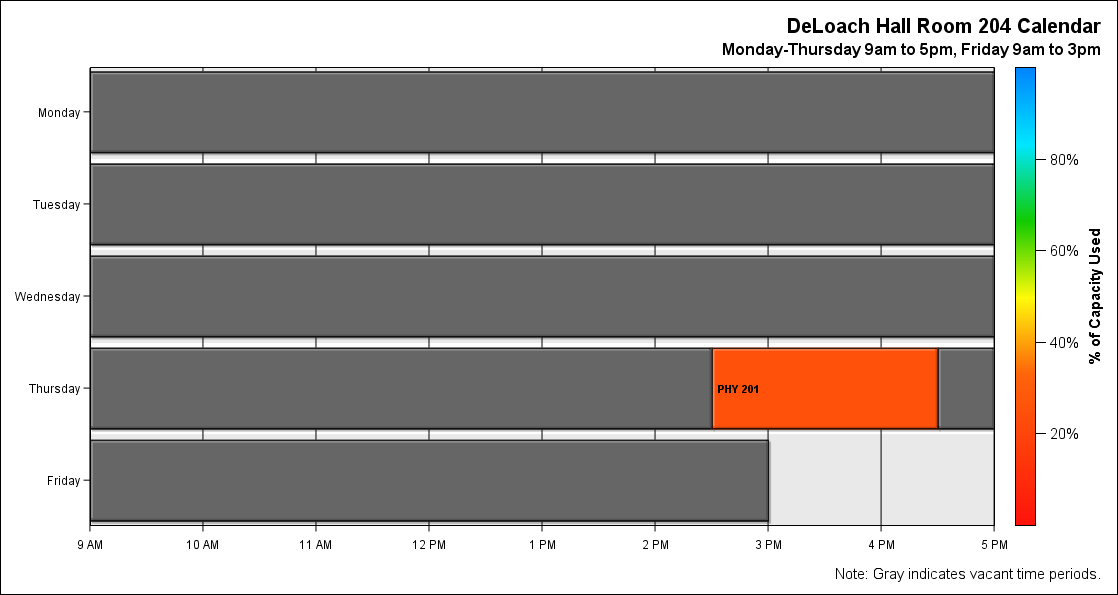 DeLoach Hall Room 204 Calendar
Monday-Thursday 9am to 5pm, Friday 9am to 3pm
Monday
Tuesday
Wednesday
Thursday
PHY 201
Friday
9 AM 10 AM 11 AM 12 PM 1 PM 2 PM 3 PM 4 PM 5 PM
80%
60%
40%
20%
% of Capacity Used
Note: Gray indicates vacant time periods.